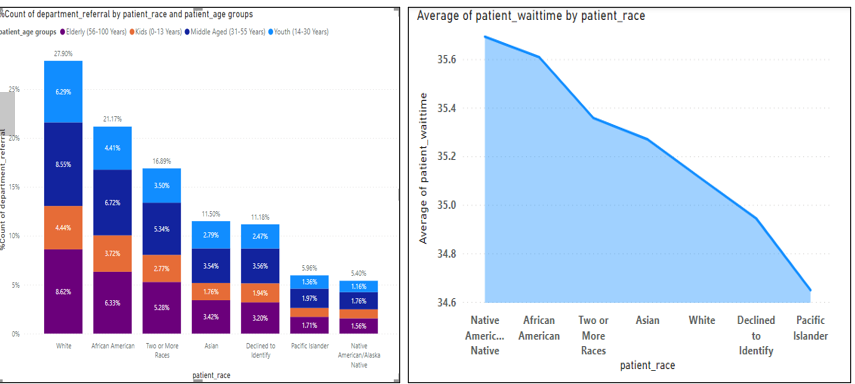 %Count of department_referral by patient_race and patient_age groups
patient_age groups Elderly (56-100 Years) Kids (0-13 Years) Middle Aged (31-55 Years) Youth (14-30 Years)
%Count of department_referral
25%
20%
15%
10%
5%
0%
27.90%
6.29%
8.55%
4.44%
8.62%
21.17%
4.41%
6.72%
3.72%
6.33%
16.89%
3.50%
5.34%
2.77%
5.28%
11.50%
2.79%
3.54%
1.76%
3.42%
11.18%
2.47%
3.56%
1.94%
3.20%
5.96%
1.36%
1.97%
1.71%
5.40%
1.16%
1.76%
1.56%
White
African American
Two or More
Races
Asian
Declined to
Identify
Pacific Islander
Native
American/Alaska
Native
patient_race
Average of patient_waittime by patient_race
Average of patient_waittime
35.6
35.4
35.2
35.0
34.8
34.6
Native
Americ...
Native
African
American
Two or
More
Races
Asian
White
Declined
to
Identify
Pacific
Islander
patient_race